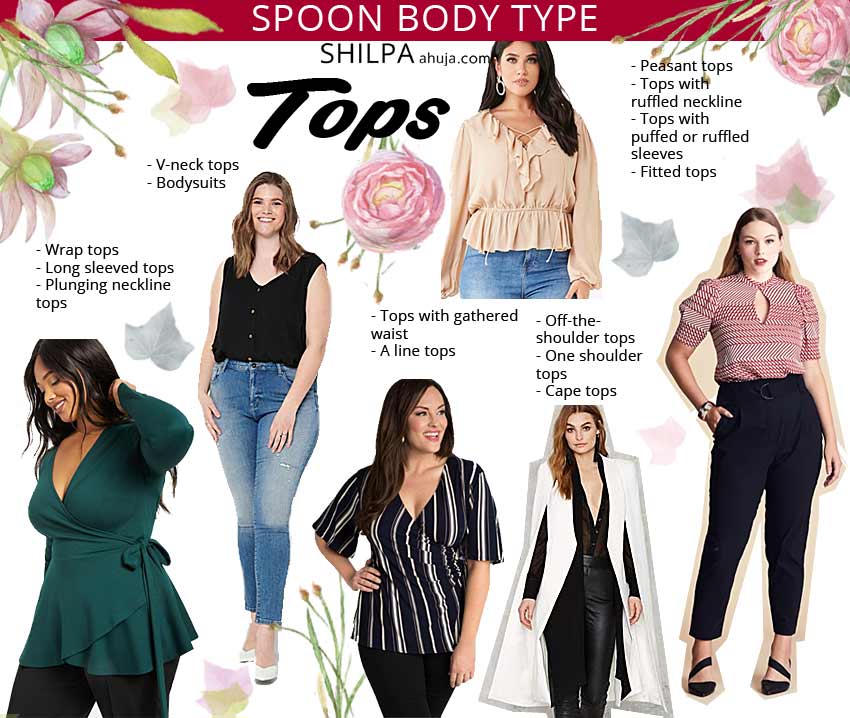 SPOON BODY TYPE
SHILPA ahuja.com
Tops
- Peasant tops
- Tops with
ruffled neckline
- Tops with
puffed or ruffled
sleeves
- Fitted tops
- V-neck tops
- Bodysuits
- Wrap tops
- Long sleeved tops
- Plunging neckline
tops
- Tops with gathered
waist
- A line tops
- Off-the-
shoulder tops
- One shoulder
tops
- Cape tops